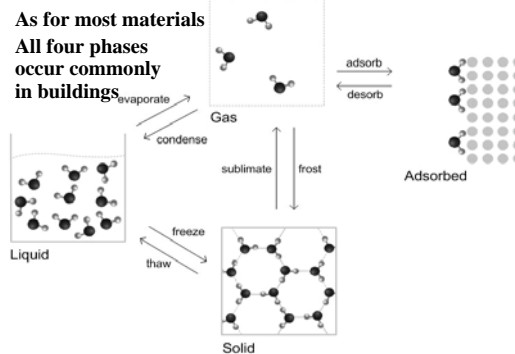 As for most materials
All four phases
occur commonly
in buildings
evaporate
condense
Gas
adsorb
desorb
Adsorbed
sublimate
frost
Liquid
freeze
thaw
Solid